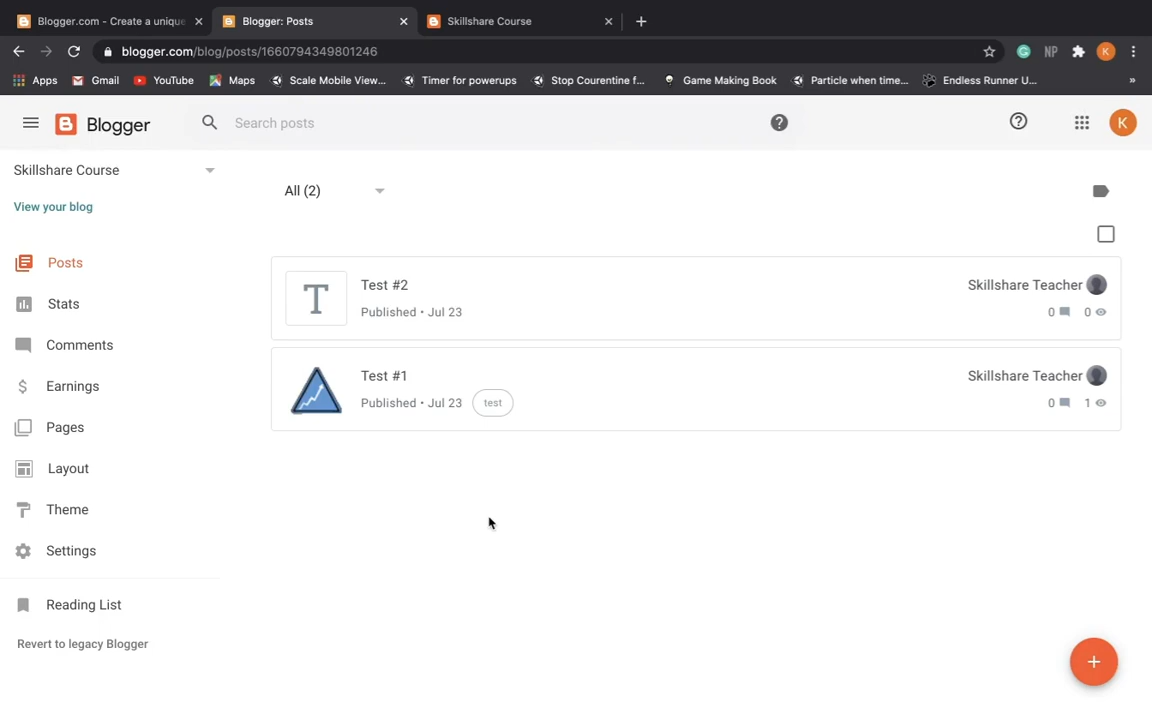 Blogger.com - Create a unique
Blogger: Posts
Skillshare Course
blogger.com/blog/posts/1660794349801246
K
Apps
Gmail
YouTube
Maps
Scale Mobile View...
Timer for powerups
Stop Courentine f...
Game Making Book
Particle when time...
Endless Runner U...
»
Blogger
Search posts
K
Skillshare Course
View your blog
Posts
Stats
Comments
Earnings
Pages
Layout
Theme
Settings
Reading List
Revert to legacy Blogger
All (2)
T
Test #2
Published • Jul 23
Skillshare Teacher
0 0
Test #1
Published • Jul 23 test
Skillshare Teacher
0 1